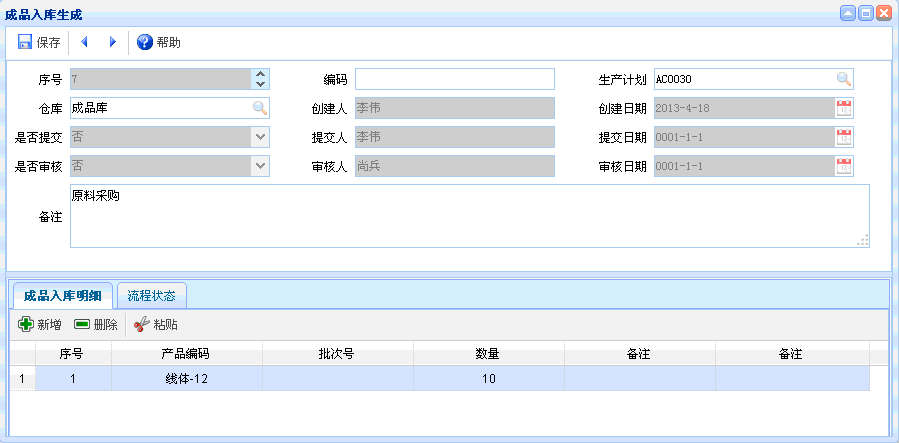 成品入库生成
保存 帮助
序号 7 编码 生产计划 AC0030
仓库 成品库 创建人 李伟 创建日期 2013-4-18
是否提交 否 提交人 李伟 提交日期 0001-1-1
是否审核 否 审核人 尚兵 审核日期 0001-1-1
备注 原料采购
成品入库明细 流程状态
新增 删除 粘贴
序号 产品编码 批次号 数量 备注 备注
1 1 线体-12 10